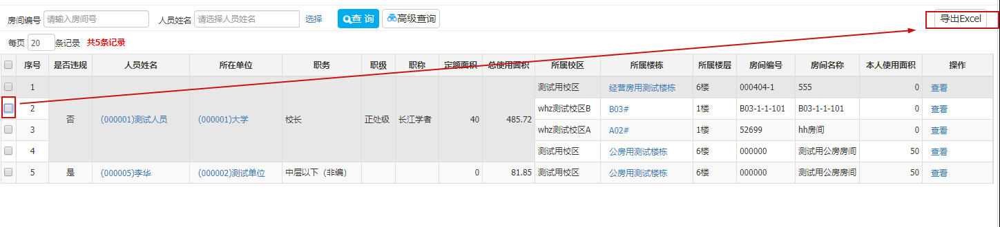 房间编号 请输入房间号 人员姓名 请选择人员姓名 选择 查 询 高级查询 导出Excel
每页 20 条记录 共5条记录
序号 是否违规 人员姓名 所在单位 职务 职级 职称 定额面积 总使用面积 所属校区 所属楼栋 所属楼层 房间编号 房间名称 本人使用面积 操作
1 测试用校区 经营房用测试楼栋 6楼 000404-1 555 0 查看
2 whz测试校区B B03# 1楼 B03-1-1-101 B03-1-1-101 0 查看
否 (000001)测试人员 (000001)大学 校长 正处级 长江学者 40 485.72
3 whz测试校区A A02# 1楼 52699 hh房间 0 查看
4 测试用校区 公房用测试楼栋 6楼 000000 测试用公房房间 50 查看
5 是 (000005)李华 (000002)测试单位 中层以下（非编） 0 81.85 测试用校区 公房用测试楼栋 6楼 000000 测试用公房房间 50 查看